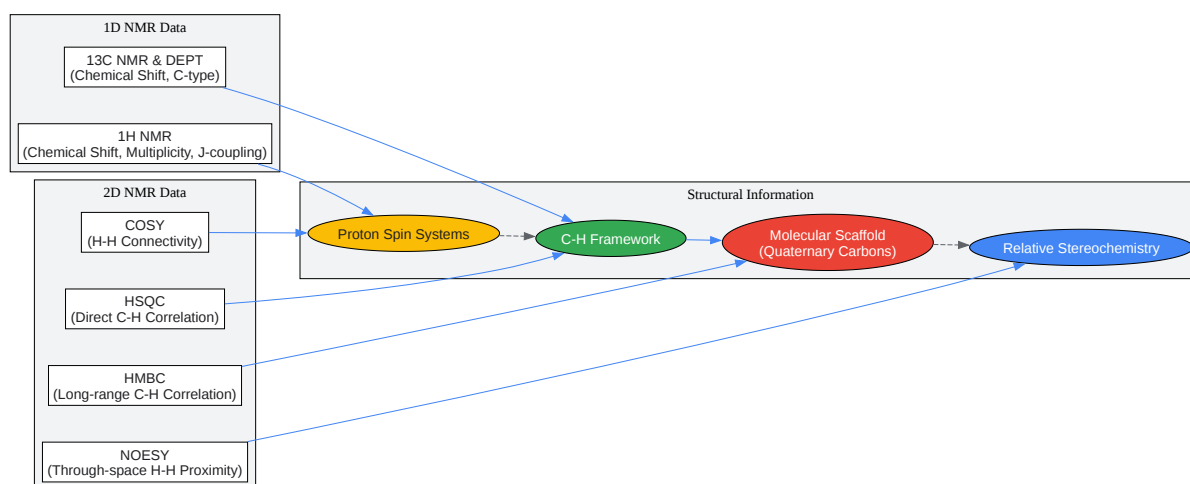 1D NMR Data
13C NMR & DEPT
(Chemical Shift, C-type)
1H NMR
(Chemical Shift, Multiplicity, J-coupling)
2D NMR Data
COSY
(H-H Connectivity)
HSQC
(Direct C-H Correlation)
HMBC
(Long-range C-H Correlation)
NOESY
(Through-space H-H Proximity)
Structural Information
Proton Spin Systems
C-H Framework
Molecular Scaffold
(Quaternary Carbons)
Relative Stereochemistry